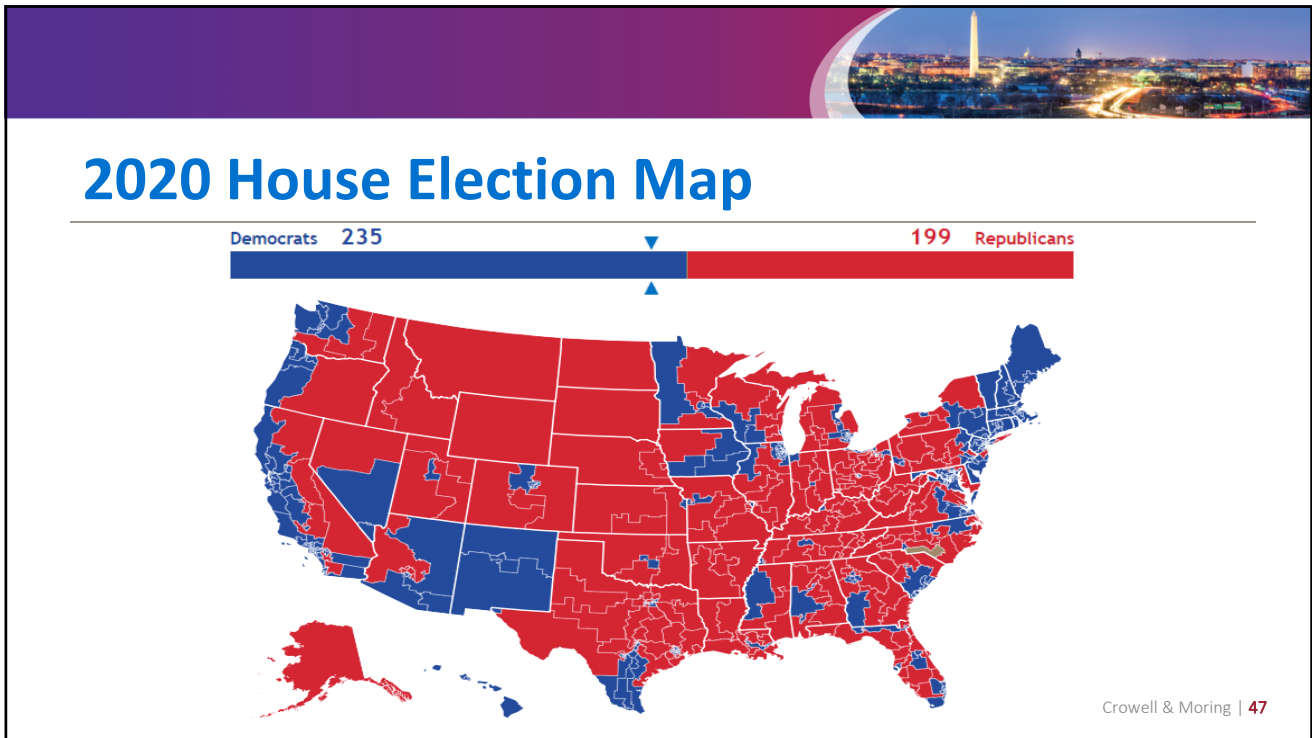 2020 House Election Map
Democrats 235 199 Republicans
Crowell & Moring | 47